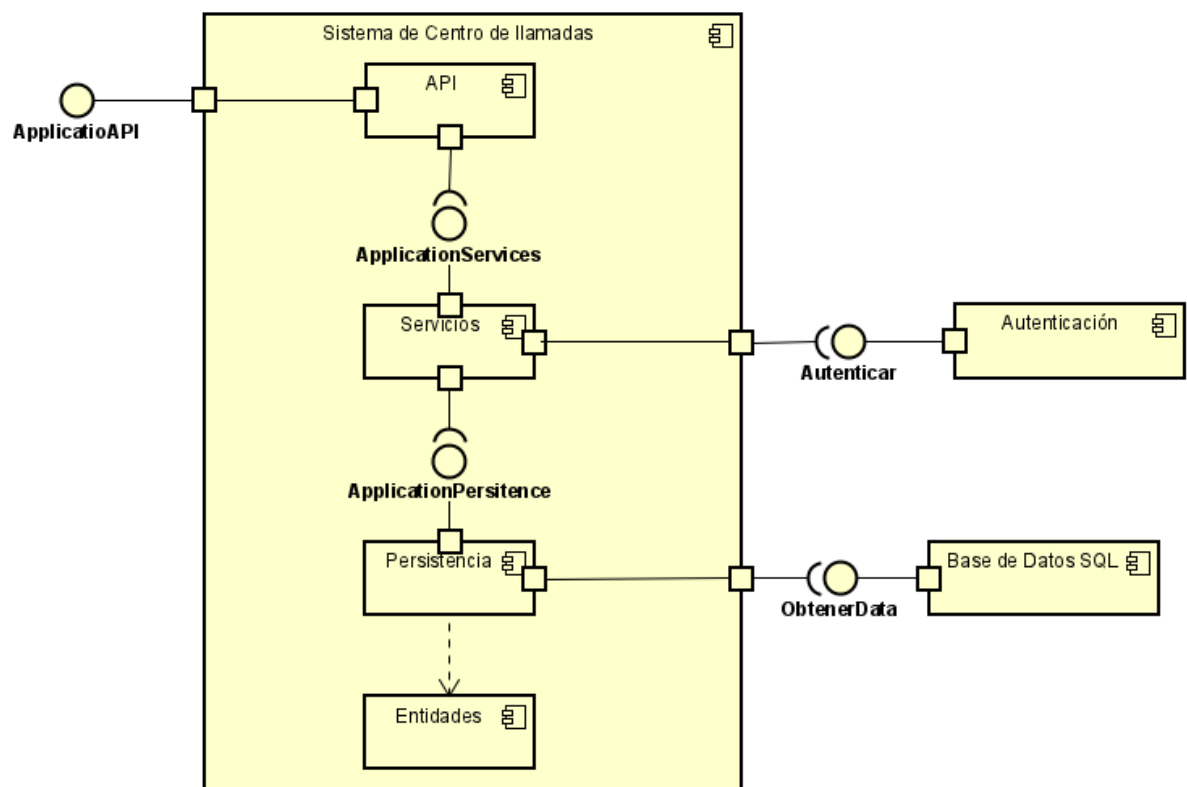 Sistema de Centro de llamadas
API
ApplicatioAPI
ApplicationServices
Servicios
Autenticación
Autenticar
ApplicationPersitence
Persistencia
Base de Datos SQL
ObtenerData
Entidades